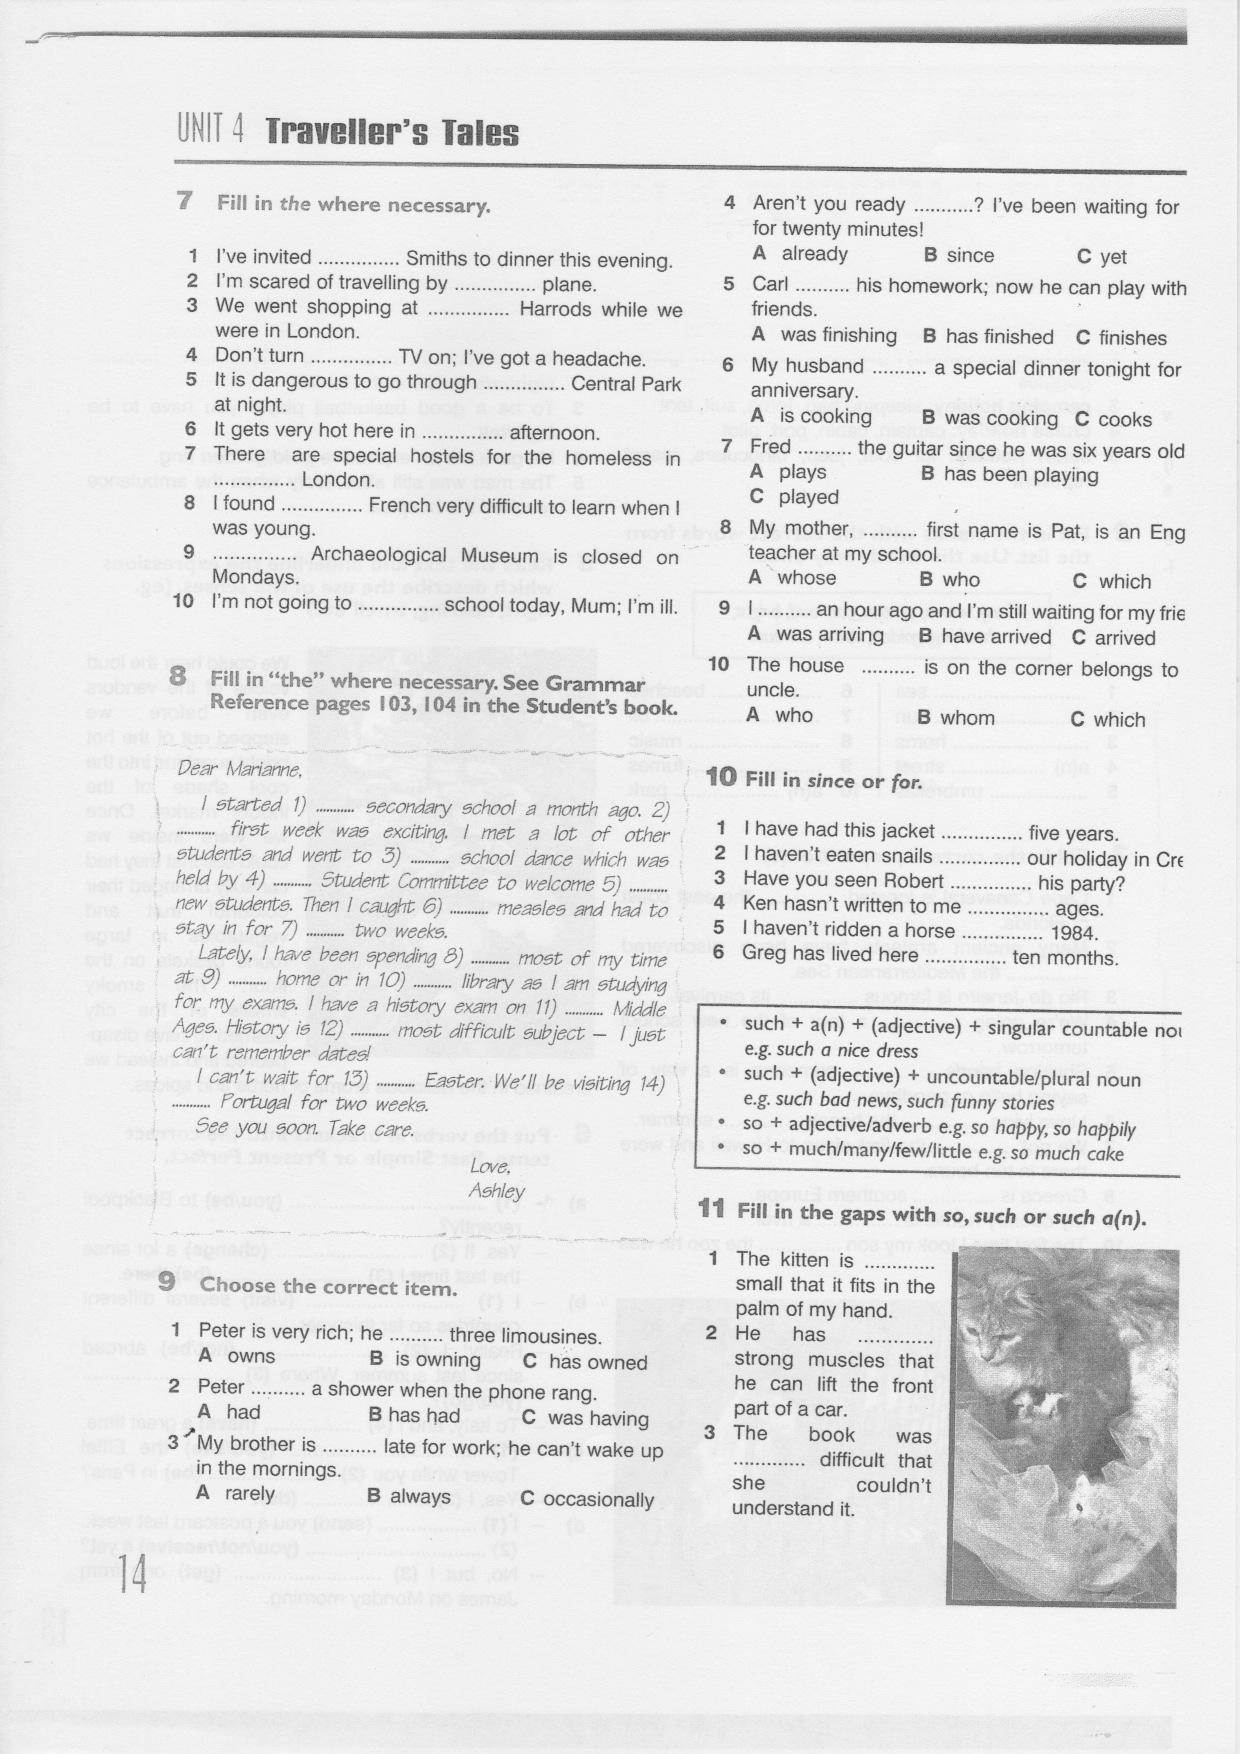 UNIT 4 Traveller's Tales
7 Fill in the where necessary.
1 I've invited ............... Smiths to dinner this evening.
2 I'm scared of travelling by ............... plane.
3 We went shopping at ............... Harrods while we
were in London.
4 Don't turn ............... TV on; I've got a headache.
5 It is dangerous to go through ............... Central Park
at night.
6 It gets very hot here in ............... afternoon.
7 There are special hostels for the homeless in
............... London.
8 I found ............... French very difficult to learn when I
was young.
9 ............... Archaeological Museum is closed on
Mondays.
10 I'm not going to ............... school today, Mum; I'm ill.
8 Fill in "the" where necessary. See Grammar
Reference pages 103, 104 in the Student's book.
Dear Marianne,
I started 1) ........... secondary school a month ago. 2)
........... first week was exciting. I met a lot of other
students and went to 3) ........... school dance which was
held by 4) ........... Student Committee to welcome 5) ...........
new students. Then I caught 6) ........... measles and had to
stay in for 7) ........... two weeks.
Lately, I have been spending 8) ........... most of my time
at 9) ........... home or in 10) ........... library as I am studying
for my exams. I have a history exam on 11) ........... Middle
Ages. History is 12) ........... most difficult subject – I just
can't remember dates!
I can't wait for 13) ........... Easter. We'll be visiting 14)
........... Portugal for two weeks.
See you soon. Take care.
Love,
Ashley
9 Choose the correct item.
1 Peter is very rich; he .......... three limousines.
A owns B is owning C has owned
2 Peter .......... a shower when the phone rang.
A had B has had C was having
3 My brother is .......... late for work; he can't wake up
in the mornings.
A rarely B always C occasionally
14
4 Aren't you ready ...........? I've been waiting for
for twenty minutes!
A already B since C yet
5 Carl .......... his homework; now he can play with
friends.
A was finishing B has finished C finishes
6 My husband .......... a special dinner tonight for
anniversary.
A is cooking B was cooking C cooks
7 Fred .......... the guitar since he was six years old
A plays B has been playing
C played
8 My mother, .......... first name is Pat, is an Eng
teacher at my school.
A whose B who C which
9 I .......... an hour ago and I'm still waiting for my frie
A was arriving B have arrived C arrived
10 The house .......... is on the corner belongs to
uncle.
A who B whom C which
10 Fill in since or for.
1 I have had this jacket ............... five years.
2 I haven't eaten snails ............... our holiday in Cre
3 Have you seen Robert ............... his party?
4 Ken hasn't written to me ............... ages.
5 I haven't ridden a horse ............... 1984.
6 Greg has lived here ............... ten months.
• such + a(n) + (adjective) + singular countable nou
e.g. such a nice dress
• such + (adjective) + uncountable/plural noun
e.g. such bad news, such funny stories
• so + adjective/adverb e.g. so happy, so happily
• so + much/many/few/little e.g. so much cake
11 Fill in the gaps with so, such or such a(n).
1 The kitten is .............
small that it fits in the
palm of my hand.
2 He has .............
strong muscles that
he can lift the front
part of a car.
3 The book was
............. difficult that
she couldn't
understand it.